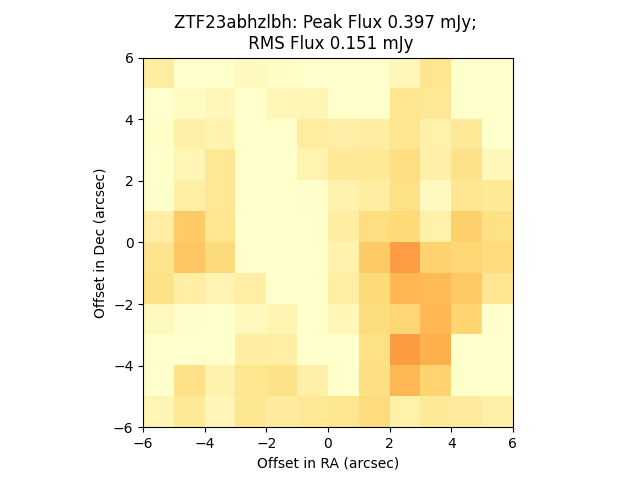 ZTF23abhzlbh: Peak Flux 0.397 mJy;
RMS Flux 0.151 mJy
6
4
2
0
−2
−4
−6
Offset in Dec (arcsec)
−6 −4 −2 0 2 4 6
Offset in RA (arcsec)